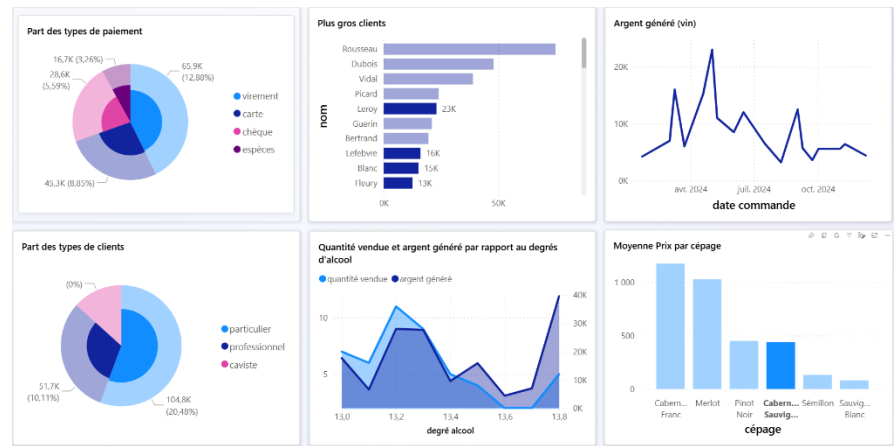 Part des types de paiement
16,7K (3,26%)
28,6K
(5,59%)
65,9K
(12,88%)
45,3K (8,85%)
virement
carte
chèque
espèces
Plus gros clients
nom
Rousseau
Dubois
Vidal
Picard
Leroy
23K
Guerin
Bertrand
Lefebvre
16K
Blanc
15K
Fleury
13K
0K
50K
Argent généré (vin)
20K
10K
0K
avr. 2024
juil. 2024
oct. 2024
date commande
Part des types de clients
(0%)
51,7K
(10,11%)
104,8K
(20,48%)
particulier
professionnel
caviste
Quantité vendue et argent généré par rapport au degrés
d'alcool
quantité vendue
argent généré
10
5
40K
30K
20K
10K
0K
13,0
13,2
13,4
13,6
13,8
degré alcool
Moyenne Prix par cépage
1 000
500
0
Cabern...
Franc
Merlot
Pinot
Noir
Cabern...
Sauvig...
Sémillon
Sauvig...
Blanc
cépage